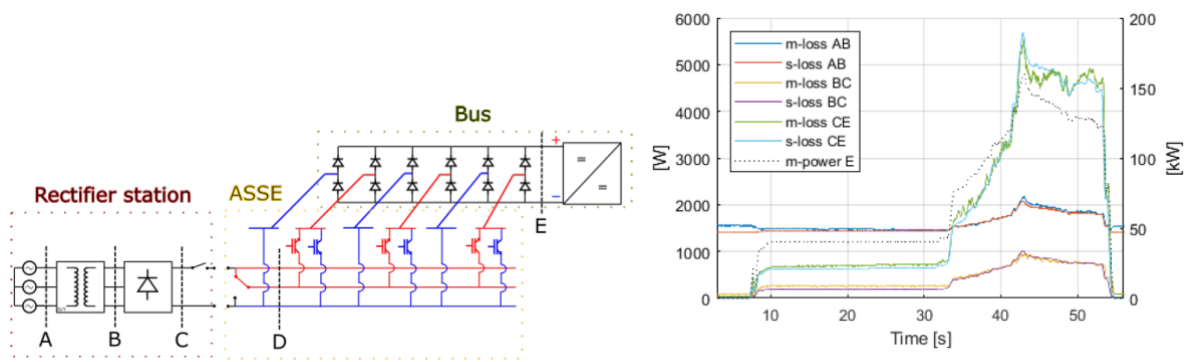 Bus
Rectifier station
ASSE
+
=
=
−
E
A
B
C
D
6000
5000
4000
3000
2000
1000
0
[W]
m-loss AB
s-loss AB
m-loss BC
s-loss BC
m-loss CE
s-loss CE
m-power E
200
150
100
50
0
[kW]
10
20
30
40
50
Time [s]